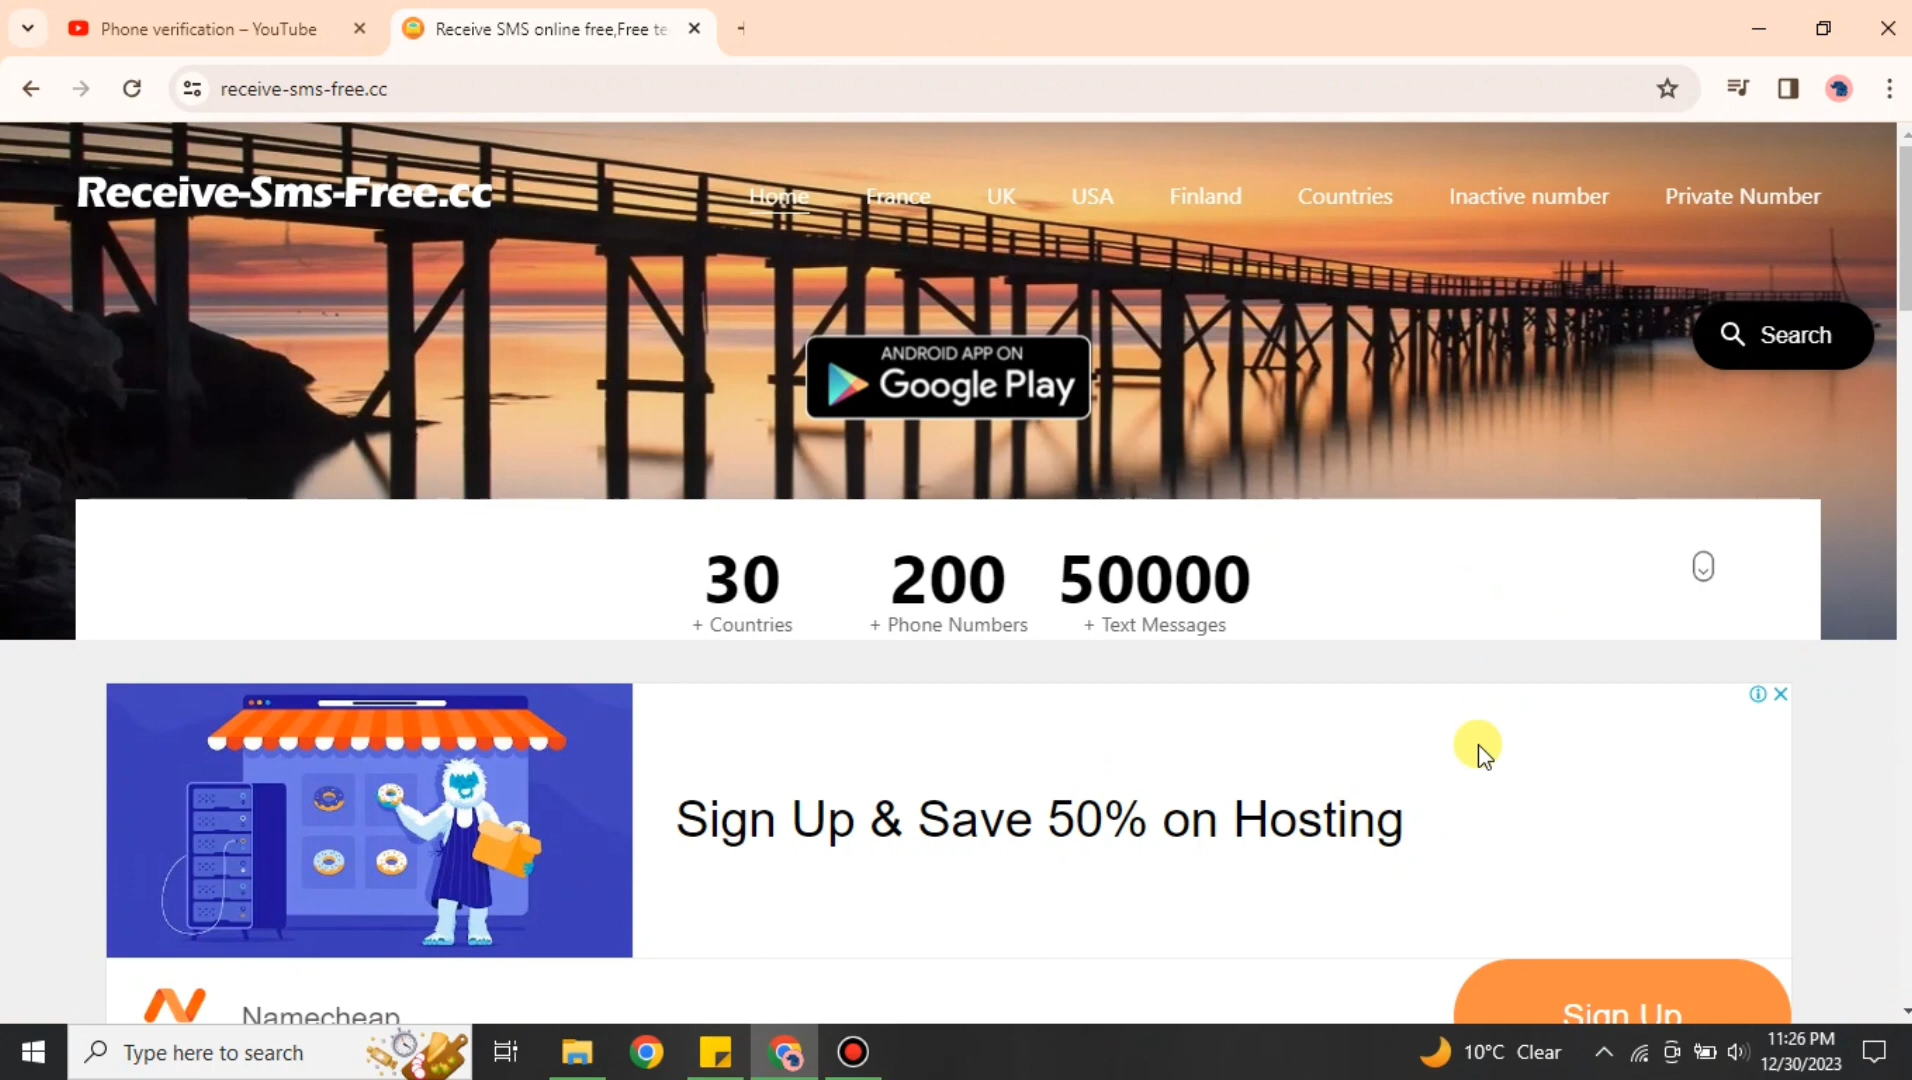 Phone verification – YouTube
Receive SMS online free,Free te
receive-sms-free.cc
Receive-Sms-Free.cc
Home France UK USA Finland Countries Inactive number Private Number
Search
ANDROID APP ON
Google Play
30 200 50000
+ Countries + Phone Numbers + Text Messages
Sign Up & Save 50% on Hosting
Namecheap
Sign Up
Type here to search
10°C Clear
11:26 PM
12/30/2023